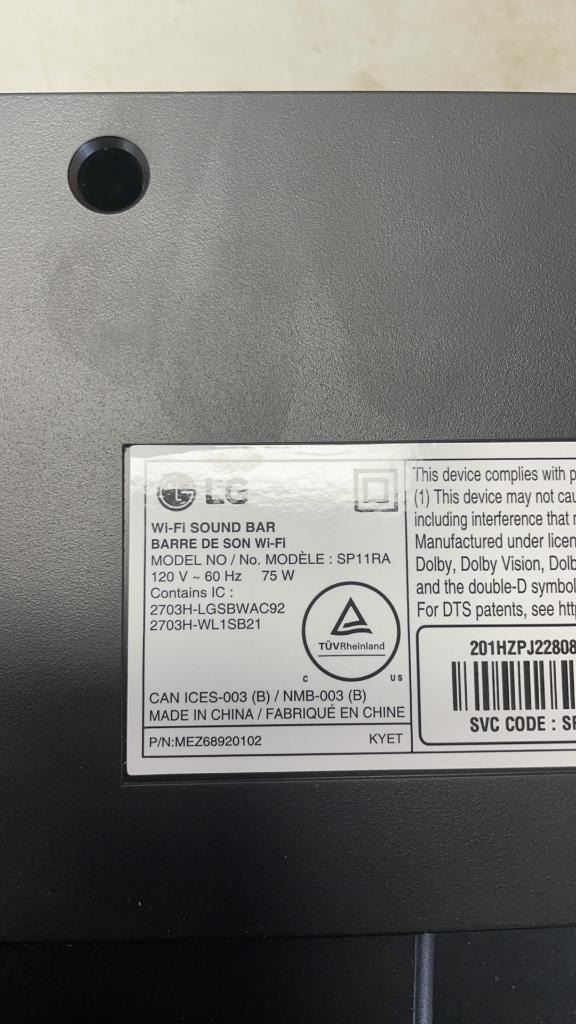 LG
Wi-Fi SOUND BAR
BARRE DE SON Wi-Fi
MODEL NO / No. MODÈLE : SP11RA
120 V ~ 60 Hz 75 W
Contains IC :
2703H-LGSBWAC92
2703H-WL1SB21
TÜVRheinland
C US
CAN ICES-003 (B) / NMB-003 (B)
MADE IN CHINA / FABRIQUÉ EN CHINE
P/N:MEZ68920102 KYET
This device complies with
(1) This device may not
including interference that
Manufactured under
Dolby, Dolby Vision,
and the double-D symbol
For DTS patents, see
201HZPJ22808
SVC CODE :